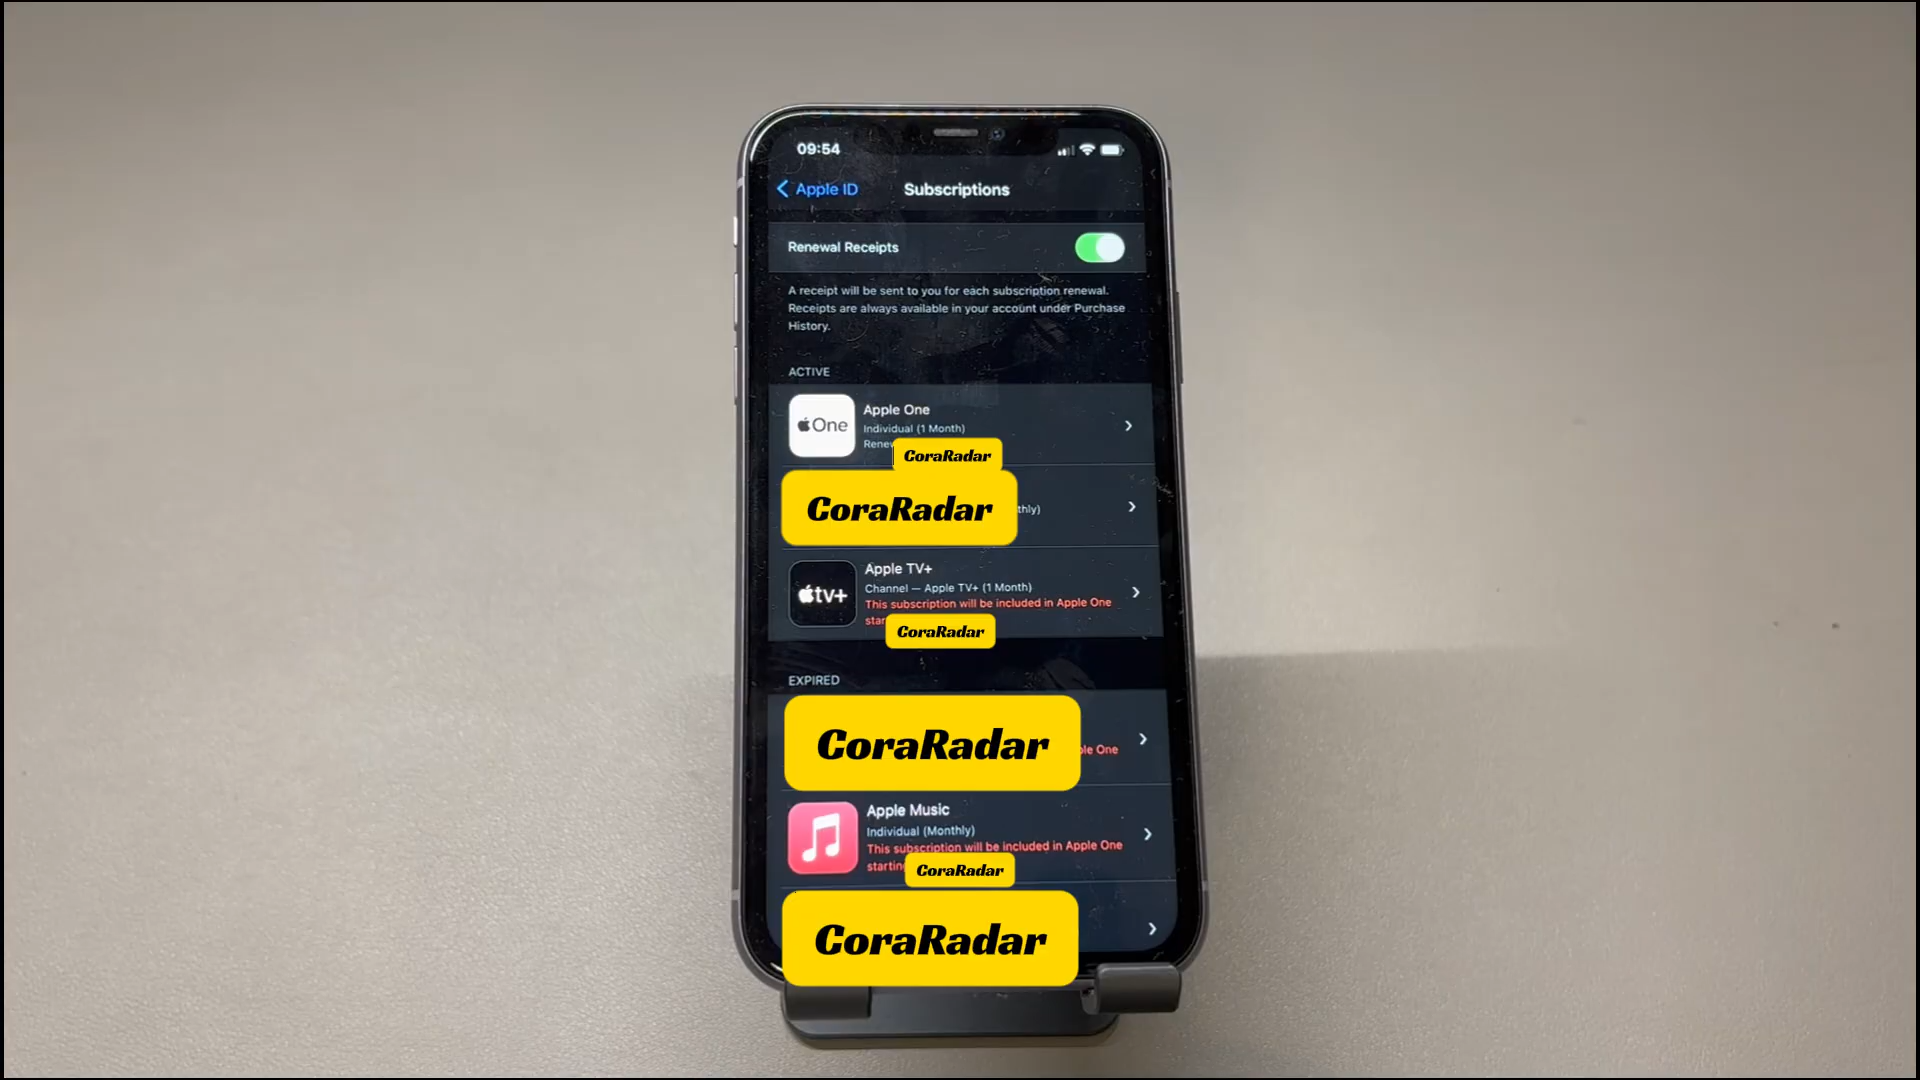 09:54
Apple ID
Subscriptions
Renewal Receipts
A receipt will be sent to you for each subscription renewal.
Receipts are always available in your account under Purchase
History.
ACTIVE
One
Apple One
Individual (1 Month)
CoraRadar
CoraRadar
thly)
tv+
Apple TV+
Channel — Apple TV+ (1 Month)
This subscription will be included in Apple One
CoraRadar
EXPIRED
CoraRadar
One
Apple Music
Individual (Monthly)
This subscription will be included in Apple One
starting
CoraRadar
CoraRadar